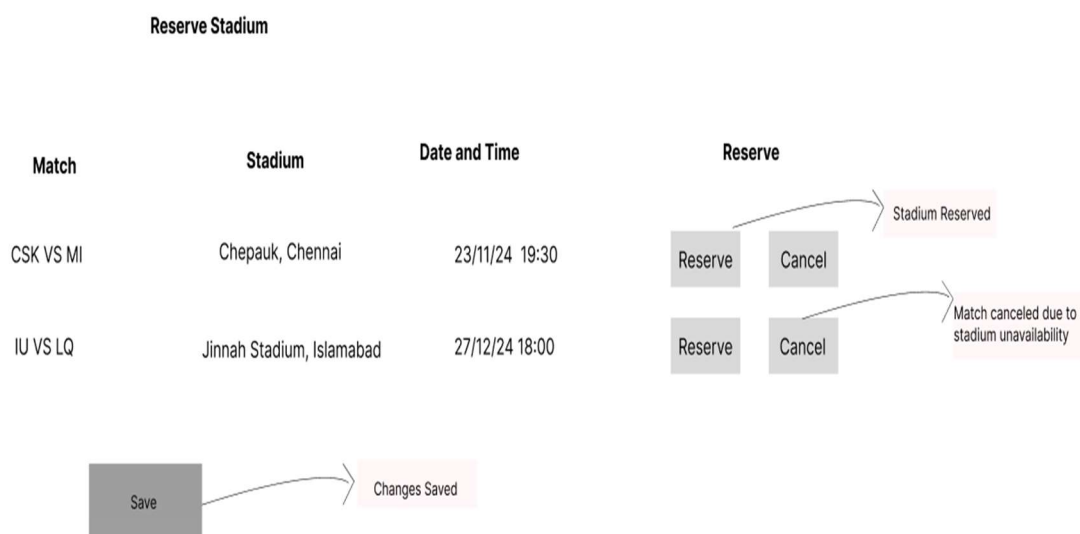 Reserve Stadium
Match
Stadium
Date and Time
Reserve
CSK VS MI
Chepauk, Chennai
23/11/24 19:30
Reserve
Cancel
Stadium Reserved
IU VS LQ
Jinnah Stadium, Islamabad
27/12/24 18:00
Reserve
Cancel
Match canceled due to
stadium unavailability
Save
Changes Saved